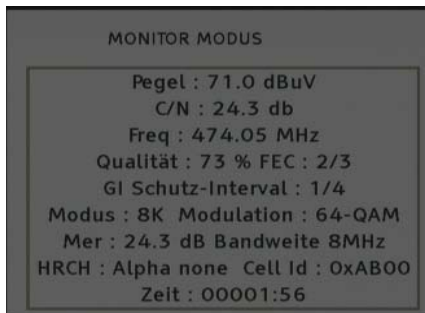 MONITOR MODUS
Pegel : 71.0 dBuV
C/N : 24.3 db
Freq : 474.05 MHz
Qualität : 73 % FEC : 2/3
GI Schutz-Interval : 1/4
Modus : 8K Modulation : 64-QAM
Mer : 24.3 dB Bandweite 8MHz
HRCH : Alpha none Cell Id : 0xAB00
Zeit : 00001:56